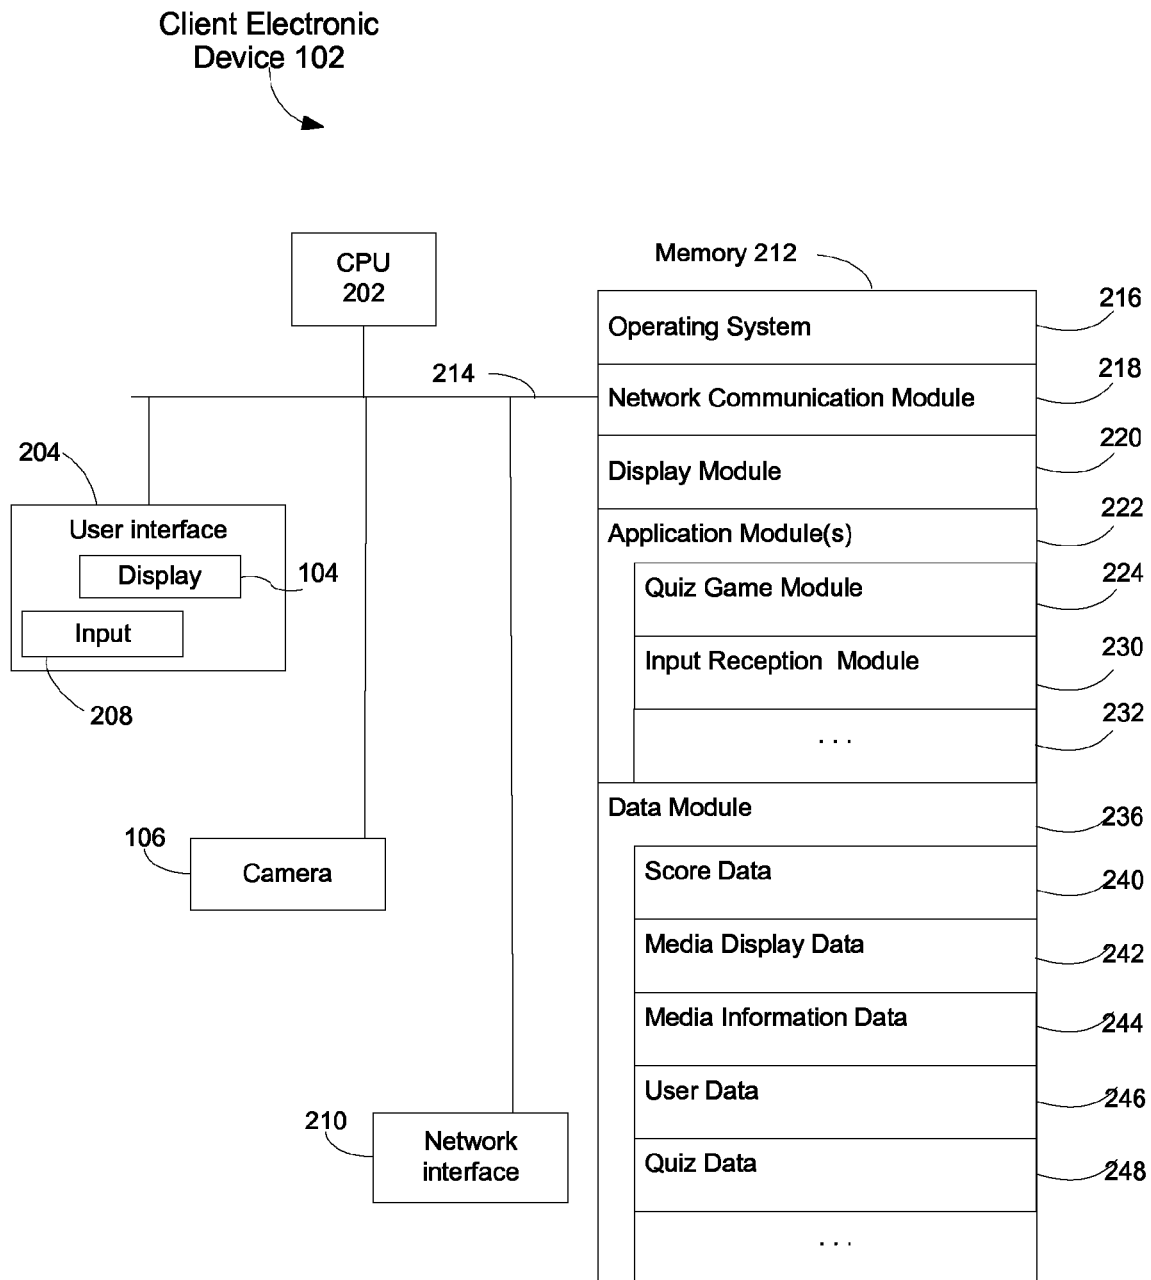 Client Electronic
Device 102
CPU
202
Memory 212
Operating System
216
214
Network Communication Module
218
204
Display Module
220
User interface
Display
104
Input
208
Application Module(s)
222
Quiz Game Module
224
Input Reception Module
230
. . .
232
Data Module
236
106
Camera
Score Data
240
Media Display Data
242
Media Information Data
244
User Data
246
210
Network
interface
Quiz Data
248
. . .